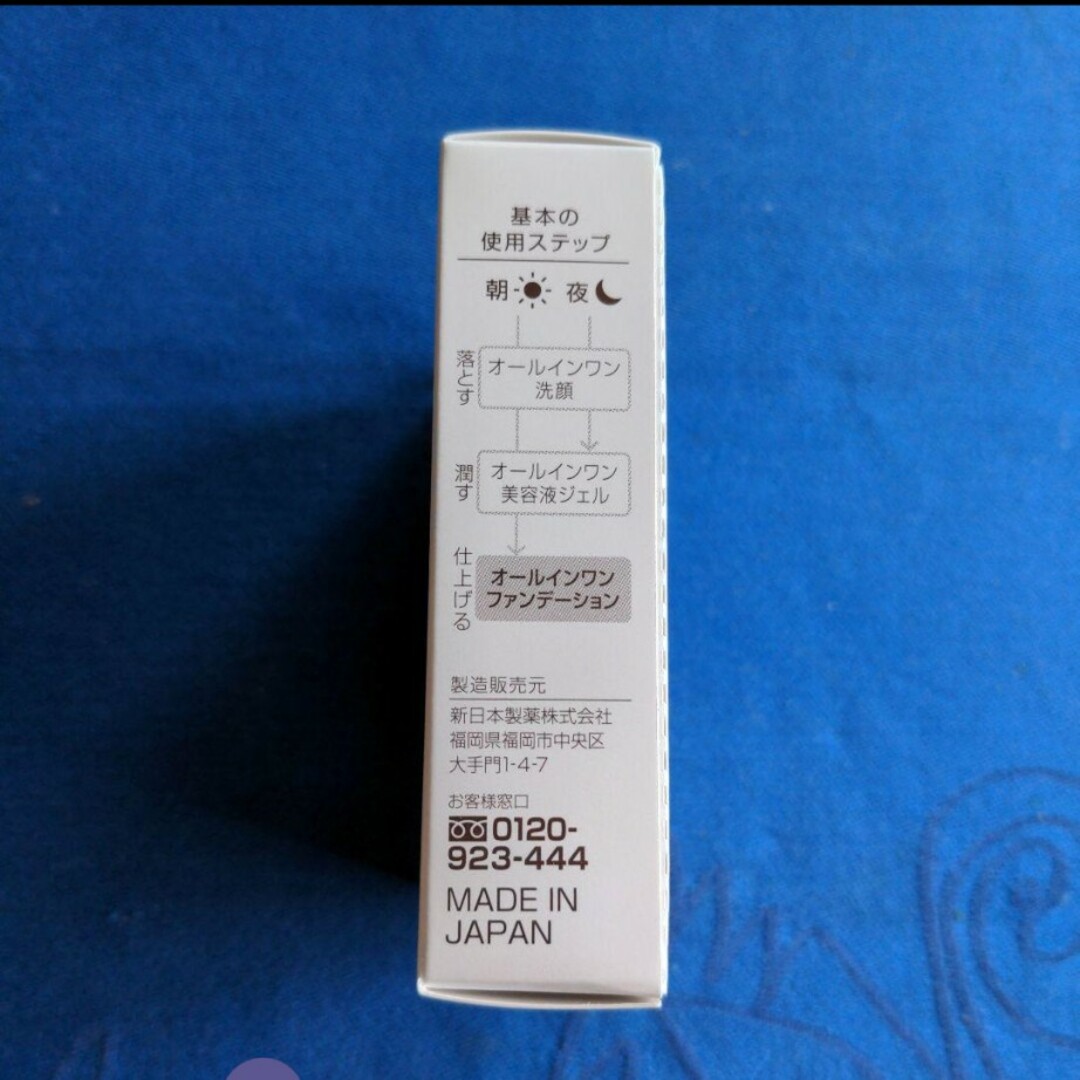 基本の
使用ステップ
朝 夜
落とす
オールインワン
洗顔
潤す
オールインワン
美容液ジェル
仕上げる
オールインワン
ファンデーション
製造販売元
新日本製薬株式会社
福岡県福岡市中央区
大手門1-4-7
お客様窓口
0120-
923-444
MADE IN
JAPAN